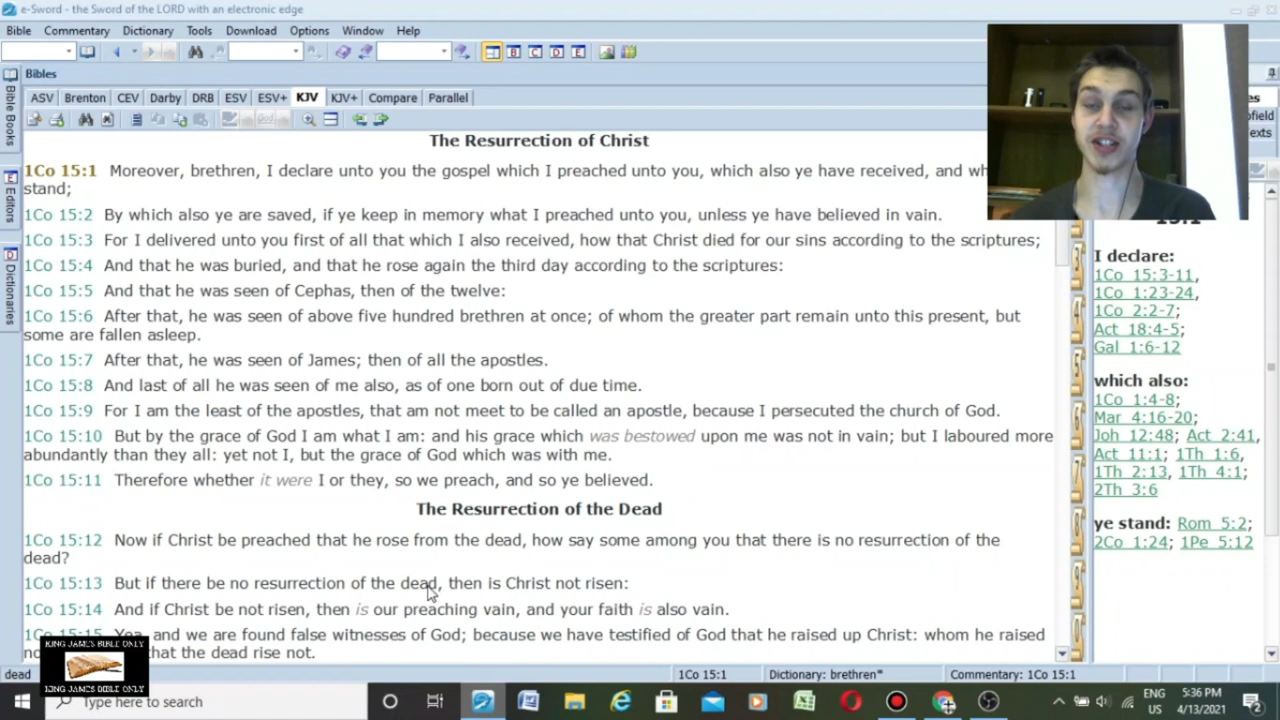 e-Sword - the Sword of the LORD with an electronic edge
Bible Commentary Dictionary Tools Download Options Window Help
B C D E
Bibles
ASV Brenton CEV Darby DRB ESV ESV+ KJV KJV+ Compare Parallel
Bible Books
Editors
Dictionaries
The Resurrection of Christ
1Co 15:1 Moreover, brethren, I declare unto you the gospel which I preached unto you, which also ye have received, and
stand;
1Co 15:2 By which also ye are saved, if ye keep in memory what I preached unto you, unless ye have believed in vain.
1Co 15:3 For I delivered unto you first of all that which I also received, how that Christ died for our sins according to the scriptures;
1Co 15:4 And that he was buried, and that he rose again the third day according to the scriptures:
1Co 15:5 And that he was seen of Cephas, then of the twelve:
1Co 15:6 After that, he was seen of above five hundred brethren at once; of whom the greater part remain unto this present, but
some are fallen asleep.
1Co 15:7 After that, he was seen of James; then of all the apostles.
1Co 15:8 And last of all he was seen of me also, as of one born out of due time.
1Co 15:9 For I am the least of the apostles, that am not meet to be called an apostle, because I persecuted the church of God.
1Co 15:10 But by the grace of God I am what I am: and his grace which was bestowed upon me was not in vain; but I laboured more
abundantly than they all: yet not I, but the grace of God which was with me.
1Co 15:11 Therefore whether it were I or they, so we preach, and so ye believed.
The Resurrection of the Dead
1Co 15:12 Now if Christ be preached that he rose from the dead, how say some among you that there is no resurrection of the
dead?
1Co 15:13 But if there be no resurrection of the dead, then is Christ not risen:
1Co 15:14 And if Christ be not risen, then is our preaching vain, and your faith is also vain.
1Co 15:15 Yea, and we are found false witnesses of God; because we have testified of God that he raised up Christ: whom he raised
that the dead rise not.
15:1
I declare:
1Co 15:3-11,
1Co 1:23-24,
1Co 2:2-7;
Act 18:4-5;
Gal 1:6-12
which also:
1Co 1:4-8;
Mar 4:16-20;
Joh 12:48; Act 2:41,
Act 11:1; 1Th 1:6,
1Th 2:13, 1Th 4:1;
2Th 3:6
ye stand: Rom 5:2;
2Co 1:24; 1Pe 5:12
KING JAMES BIBLE ONLY
KING JAMES BIBLE ONLY
dead 1Co 15:1 Dictionary: brethren* Commentary: 1Co 15:1
Type here to search
ENG
US
5:36 PM
4/13/2021
2